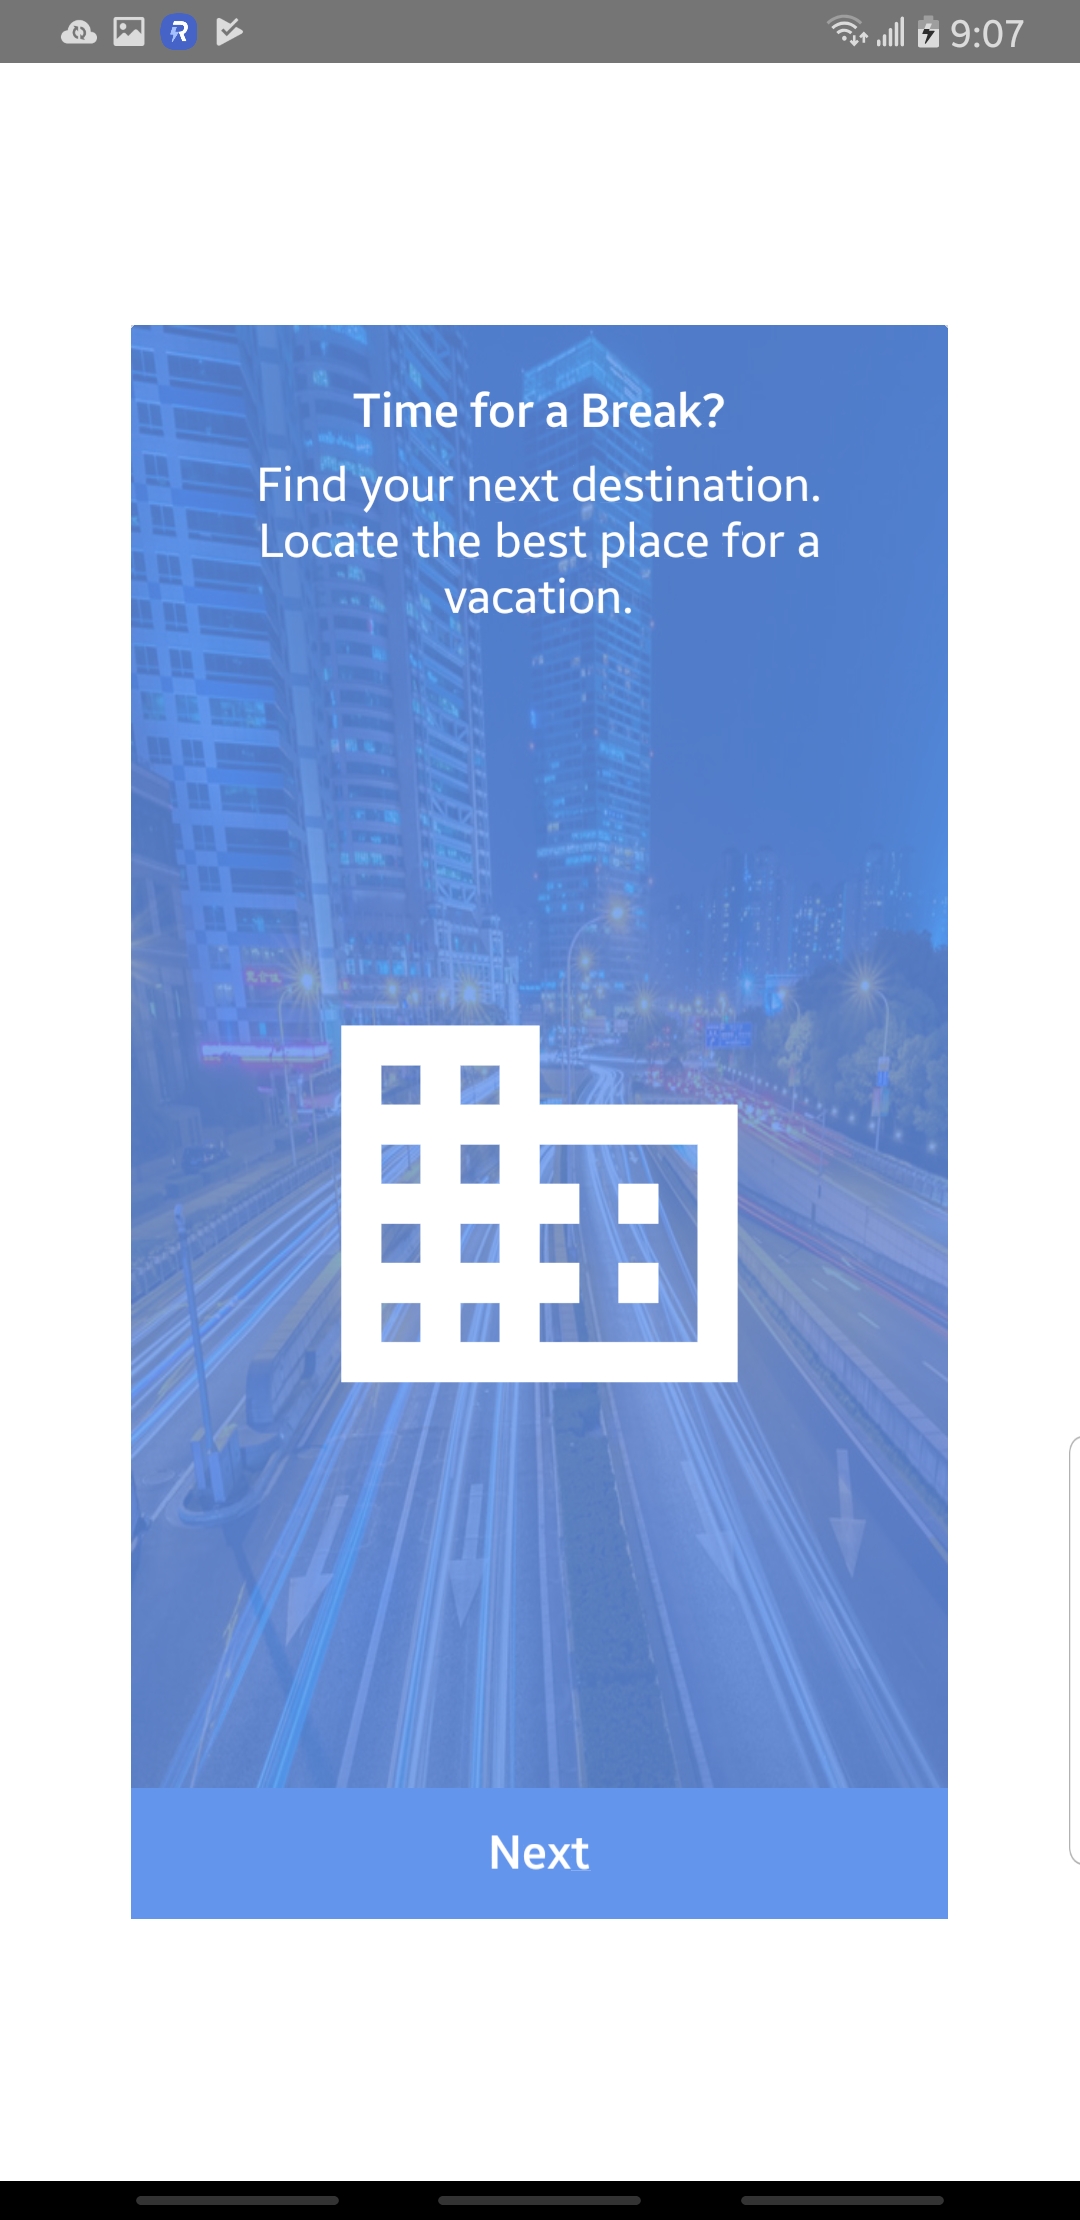 9:07
Time for a Break?
Find your next destination.
Locate the best place for a
vacation.
Next